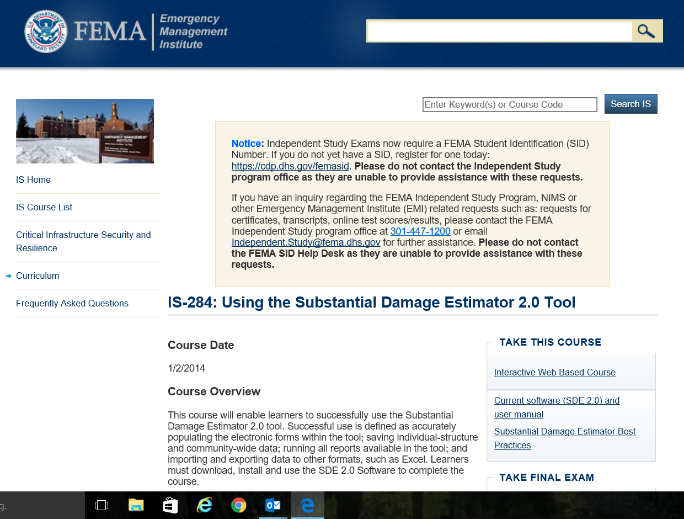 FEMA
Emergency
Management
Institute
Enter Keyword(s) or Course Code
Search IS
Notice: Independent Study Exams now require a FEMA Student Identification (SID)
Number. If you do not yet have a SID, register for one today:
https://cdp.dhs.gov/femasid. Please do not contact the Independent Study
program office as they are unable to provide assistance with these requests.
If you have an inquiry regarding the FEMA Independent Study Program, NIMS or
other Emergency Management Institute (EMI) related requests such as: requests for
certificates, transcripts, online test scores/results, please contact the FEMA
Independent Study program office at 301-447-1200 or email
Independent.Study@fema.dhs.gov for further assistance. Please do not contact
the FEMA SID Help Desk as they are unable to provide assistance with these
requests.
IS Home
IS Course List
Critical Infrastructure Security and
Resilience
Curriculum
Frequently Asked Questions
IS-284: Using the Substantial Damage Estimator 2.0 Tool
Course Date
1/2/2014
Course Overview
This course will enable learners to successfully use the Substantial
Damage Estimator 2.0 tool. Successful use is defined as accurately
populating the electronic forms within the tool; saving individual-structure
and community-wide data; running all reports available in the tool; and
importing and exporting data to other formats, such as Excel. Learners
must download, install and use the SDE 2.0 Software to complete the
course.
TAKE THIS COURSE
Interactive Web Based Course
Current software (SDE 2.0) and
user manual
Substantial Damage Estimator Best
Practices
TAKE FINAL EXAM
g.